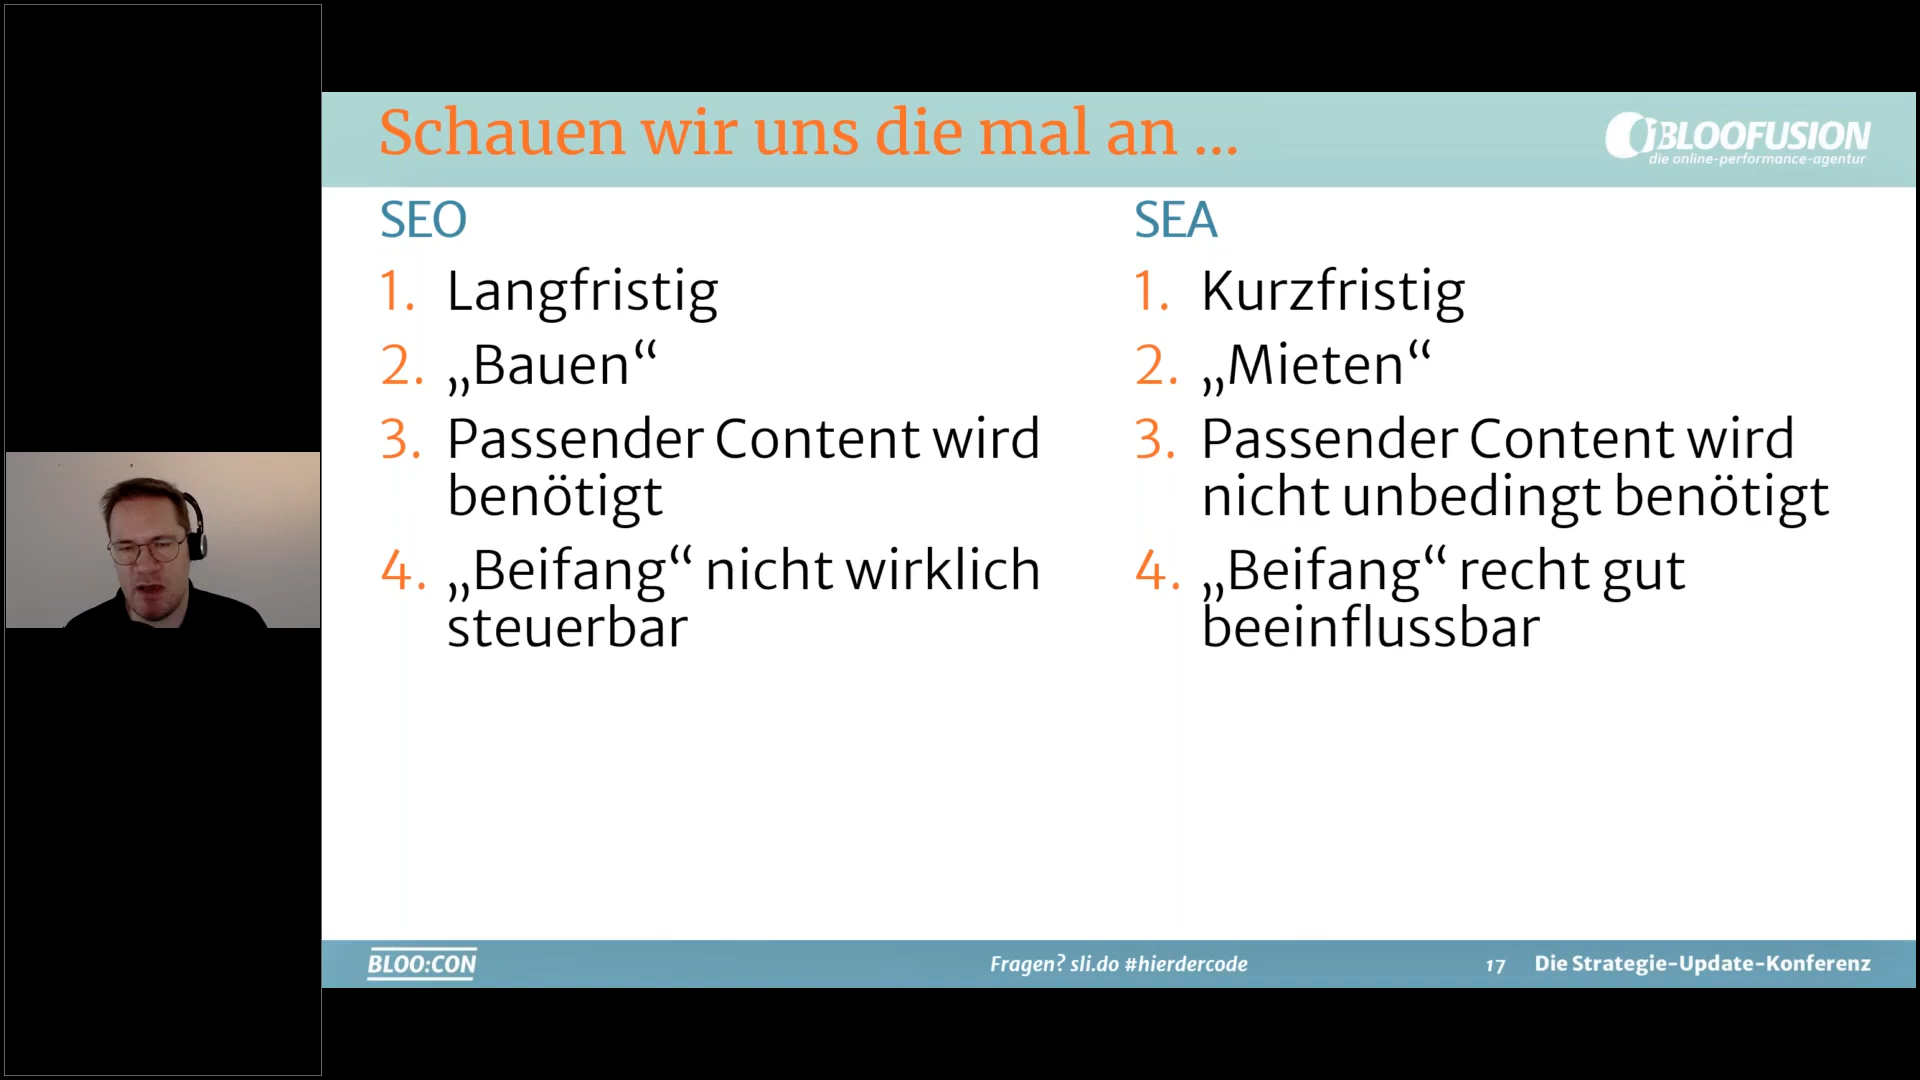 Schauen wir uns die mal an ...
BLOOFUSION
die online-performance-agentur
SEO
1. Langfristig
2. „Bauen“
3. Passender Content wird
benötigt
4. „Beifang“ nicht wirklich
steuerbar
SEA
1. Kurzfristig
2. „Mieten“
3. Passender Content wird
nicht unbedingt benötigt
4. „Beifang“ recht gut
beeinflussbar
BLOO:CON
Fragen? sli.do #hierdercode
17
Die Strategie-Update-Konferenz